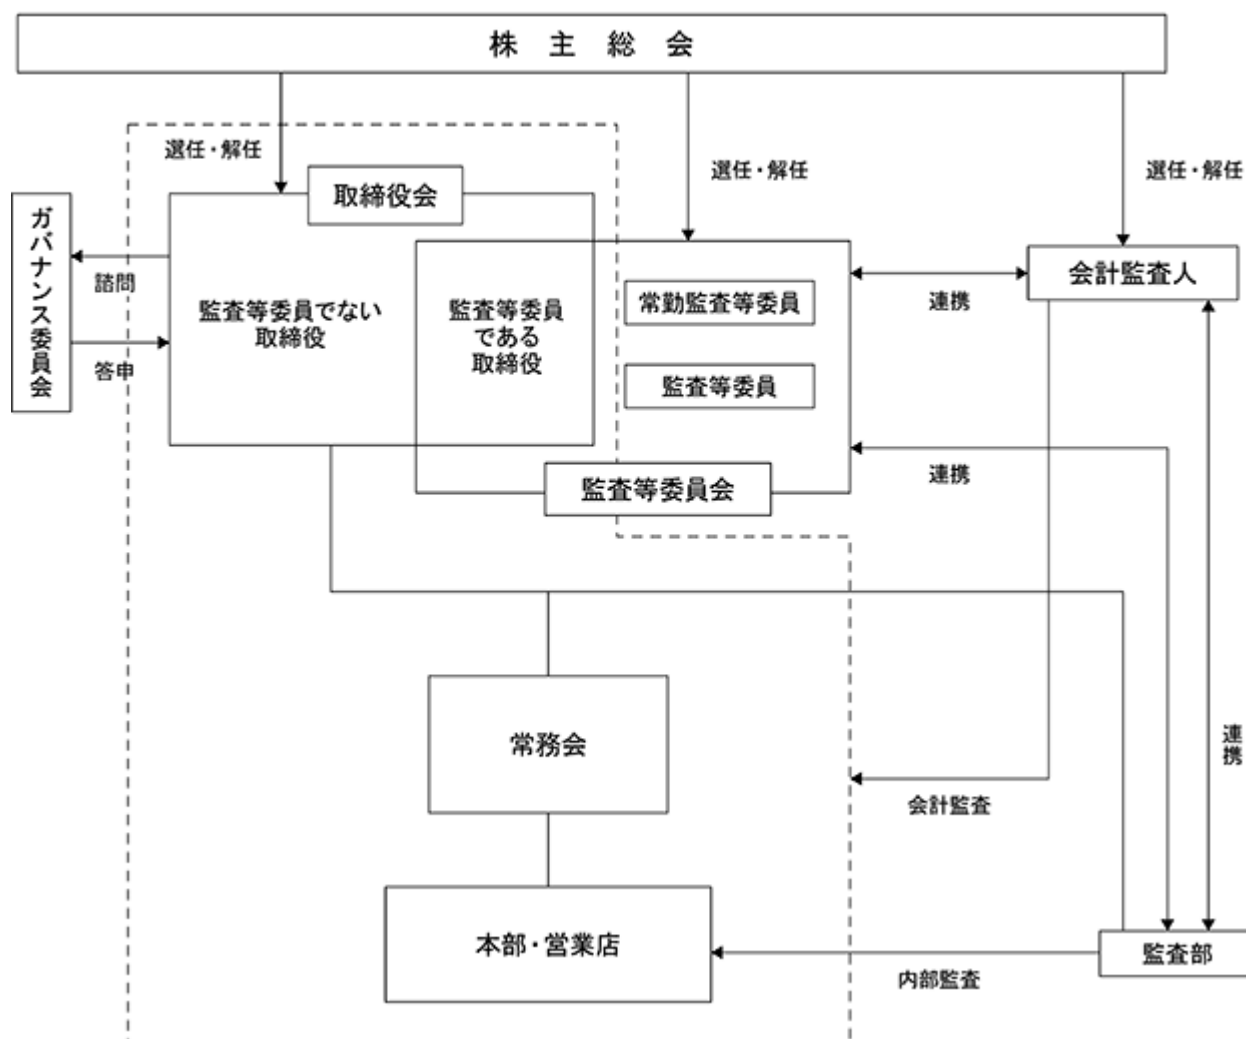 株主総会
選任・解任
選任・解任
選任・解任
取締役会
ガバナンス委員会
諮問
答申
監査等委員でない
取締役
監査等委員
である
取締役
常勤監査等委員
監査等委員
監査等委員会
連携
会計監査人
連携
常務会
会計監査
連携
本部・営業店
内部監査
監査部